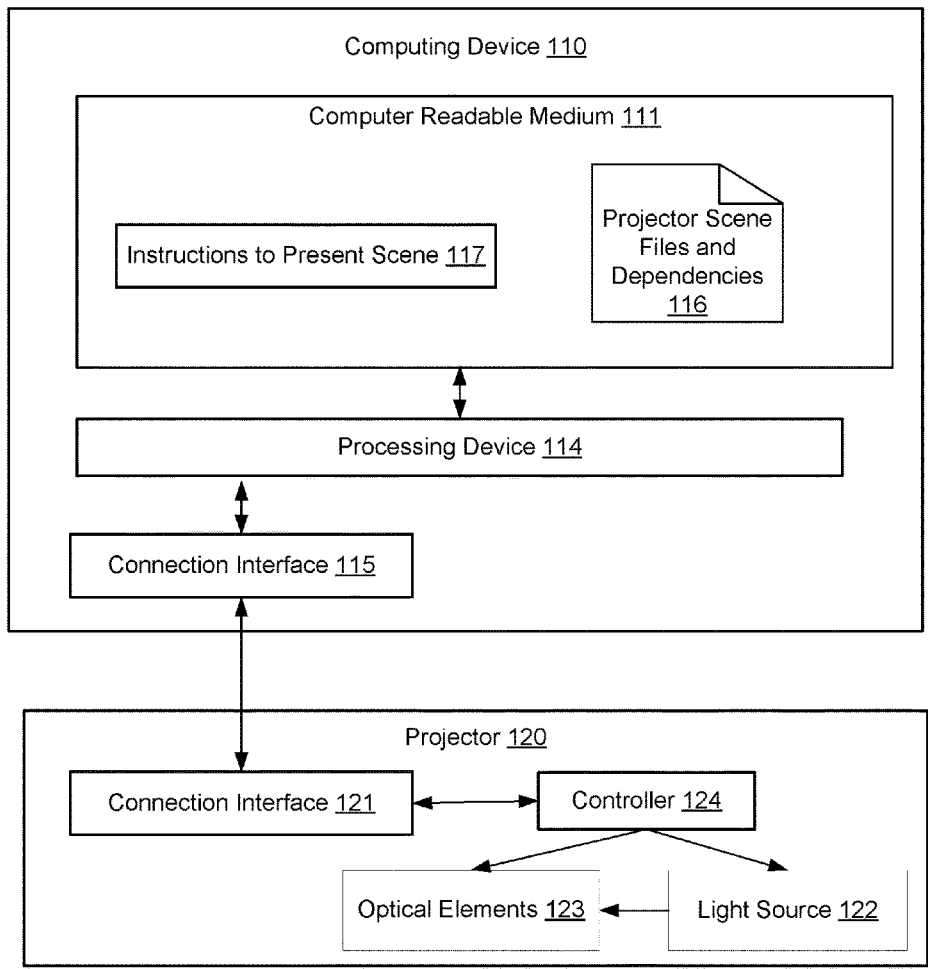 Computing Device 110
Computer Readable Medium 111
Instructions to Present Scene 117
Projector Scene
Files and
Dependencies
116
Processing Device 114
Connection Interface 115
Projector 120
Connection Interface 121
Controller 124
Optical Elements 123
Light Source 122